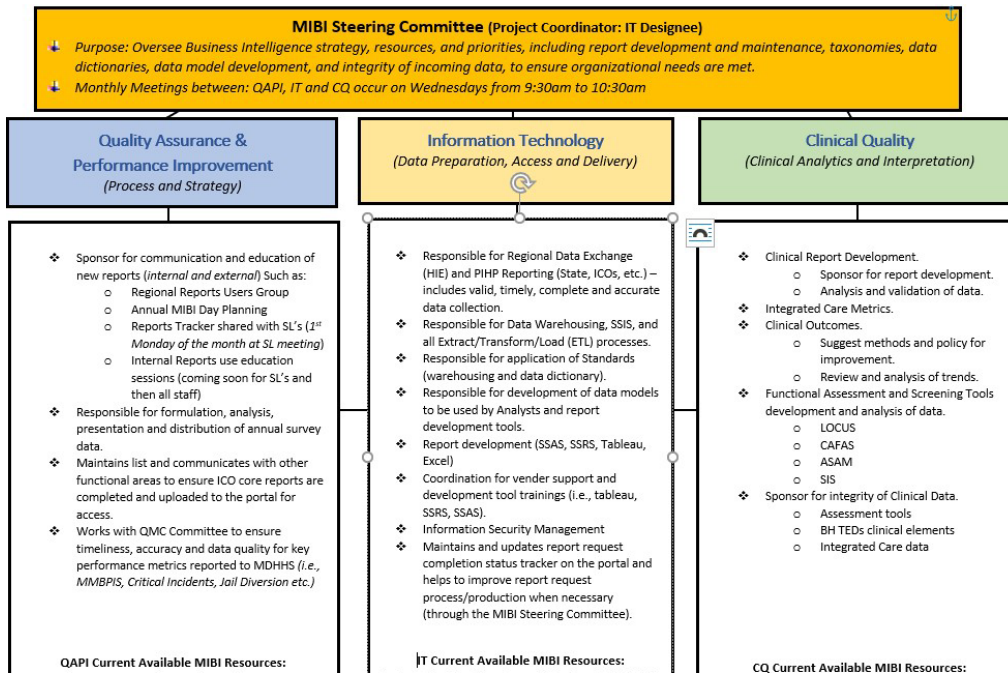 MIBI Steering Committee (Project Coordinator: IT Designee)
Purpose: Oversee Business Intelligence strategy, resources, and priorities, including report development and maintenance, taxonomies, data
dictionaries, data model development, and integrity of incoming data, to ensure organizational needs are met.
Monthly Meetings between: QAPI, IT and CQ occur on Wednesdays from 9:30am to 10:30am
Quality Assurance &
Performance Improvement
(Process and Strategy)
Sponsor for communication and education of
new reports (internal and external) Such as:
Regional Reports Users Group
Annual MIBI Day Planning
Reports Tracker shared with SL's (1st
Monday of the month at SL meeting)
Internal Reports use education
sessions (coming soon for SL's and
then all staff)
Responsible for formulation, analysis,
presentation and distribution of annual survey
data.
Maintains list and communicates with other
functional areas to ensure ICO core reports are
completed and uploaded to the portal for
access.
Works with QMC Committee to ensure
timeliness, accuracy and data quality for key
performance metrics reported to MDHHS (i.e.,
MMBPIS, Critical Incidents, Jail Diversion etc.)
QAPI Current Available MIBI Resources:
Information Technology
(Data Preparation, Access and Delivery)
Responsible for Regional Data Exchange
(HIE) and PIHP Reporting (State, ICOs, etc.) –
includes valid, timely, complete and accurate
data collection.
Responsible for Data Warehousing, SSIS, and
all Extract/Transform/Load (ETL) processes.
Responsible for application of Standards
(warehousing and data dictionary).
Responsible for development of data models
to be used by Analysts and report
development tools.
Report development (SSAS, SSRS, Tableau,
Excel)
Coordination for vender support and
development tool trainings (i.e., tableau,
SSRS, SSAS).
Information Security Management
Maintains and updates report request
completion status tracker on the portal and
helps to improve report request
process/production when necessary
(through the MIBI Steering Committee).
IT Current Available MIBI Resources:
Clinical Quality
(Clinical Analytics and Interpretation)
Clinical Report Development.
Sponsor for report development.
Analysis and validation of data.
Integrated Care Metrics.
Clinical Outcomes.
Suggest methods and policy for
improvement.
Review and analysis of trends.
Functional Assessment and Screening Tools
development and analysis of data.
LOCUS
CAFAS
ASAM
SIS
Sponsor for integrity of Clinical Data.
Assessment tools
BH TEDs clinical elements
Integrated Care data
CQ Current Available MIBI Resources: